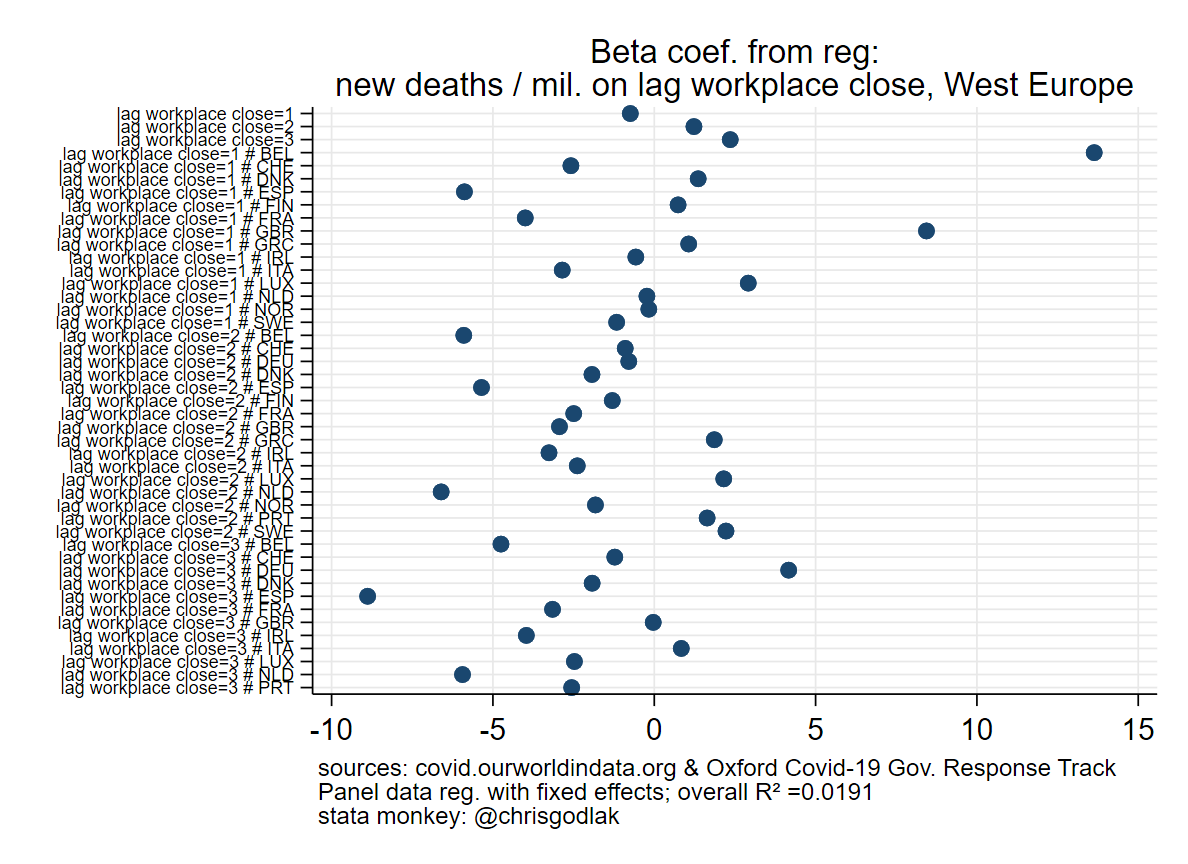 Beta coef. from reg:
new deaths / mil. on lag workplace close, West Europe
lag workplace close=1
lag workplace close=2
lag workplace close=3
lag workplace close=1 # BEL
lag workplace close=1 # CHE
lag workplace close=1 # DNK
lag workplace close=1 # ESP
lag workplace close=1 # FIN
lag workplace close=1 # FRA
lag workplace close=1 # GBR
lag workplace close=1 # GRC
lag workplace close=1 # IRL
lag workplace close=1 # ITA
lag workplace close=1 # LUX
lag workplace close=1 # NLD
lag workplace close=1 # NOR
lag workplace close=1 # SWE
lag workplace close=2 # BEL
lag workplace close=2 # CHE
lag workplace close=2 # DEU
lag workplace close=2 # DNK
lag workplace close=2 # ESP
lag workplace close=2 # FIN
lag workplace close=2 # FRA
lag workplace close=2 # GBR
lag workplace close=2 # GRC
lag workplace close=2 # IRL
lag workplace close=2 # ITA
lag workplace close=2 # LUX
lag workplace close=2 # NLD
lag workplace close=2 # NOR
lag workplace close=2 # PRT
lag workplace close=2 # SWE
lag workplace close=3 # BEL
lag workplace close=3 # CHE
lag workplace close=3 # DEU
lag workplace close=3 # DNK
lag workplace close=3 # ESP
lag workplace close=3 # FRA
lag workplace close=3 # GBR
lag workplace close=3 # IRL
lag workplace close=3 # ITA
lag workplace close=3 # LUX
lag workplace close=3 # NLD
lag workplace close=3 # PRT
-10 -5 0 5 10 15
sources: covid.ourworldindata.org & Oxford Covid-19 Gov. Response Track
Panel data reg. with fixed effects; overall R² =0.0191
stata monkey: @chrisgodlak